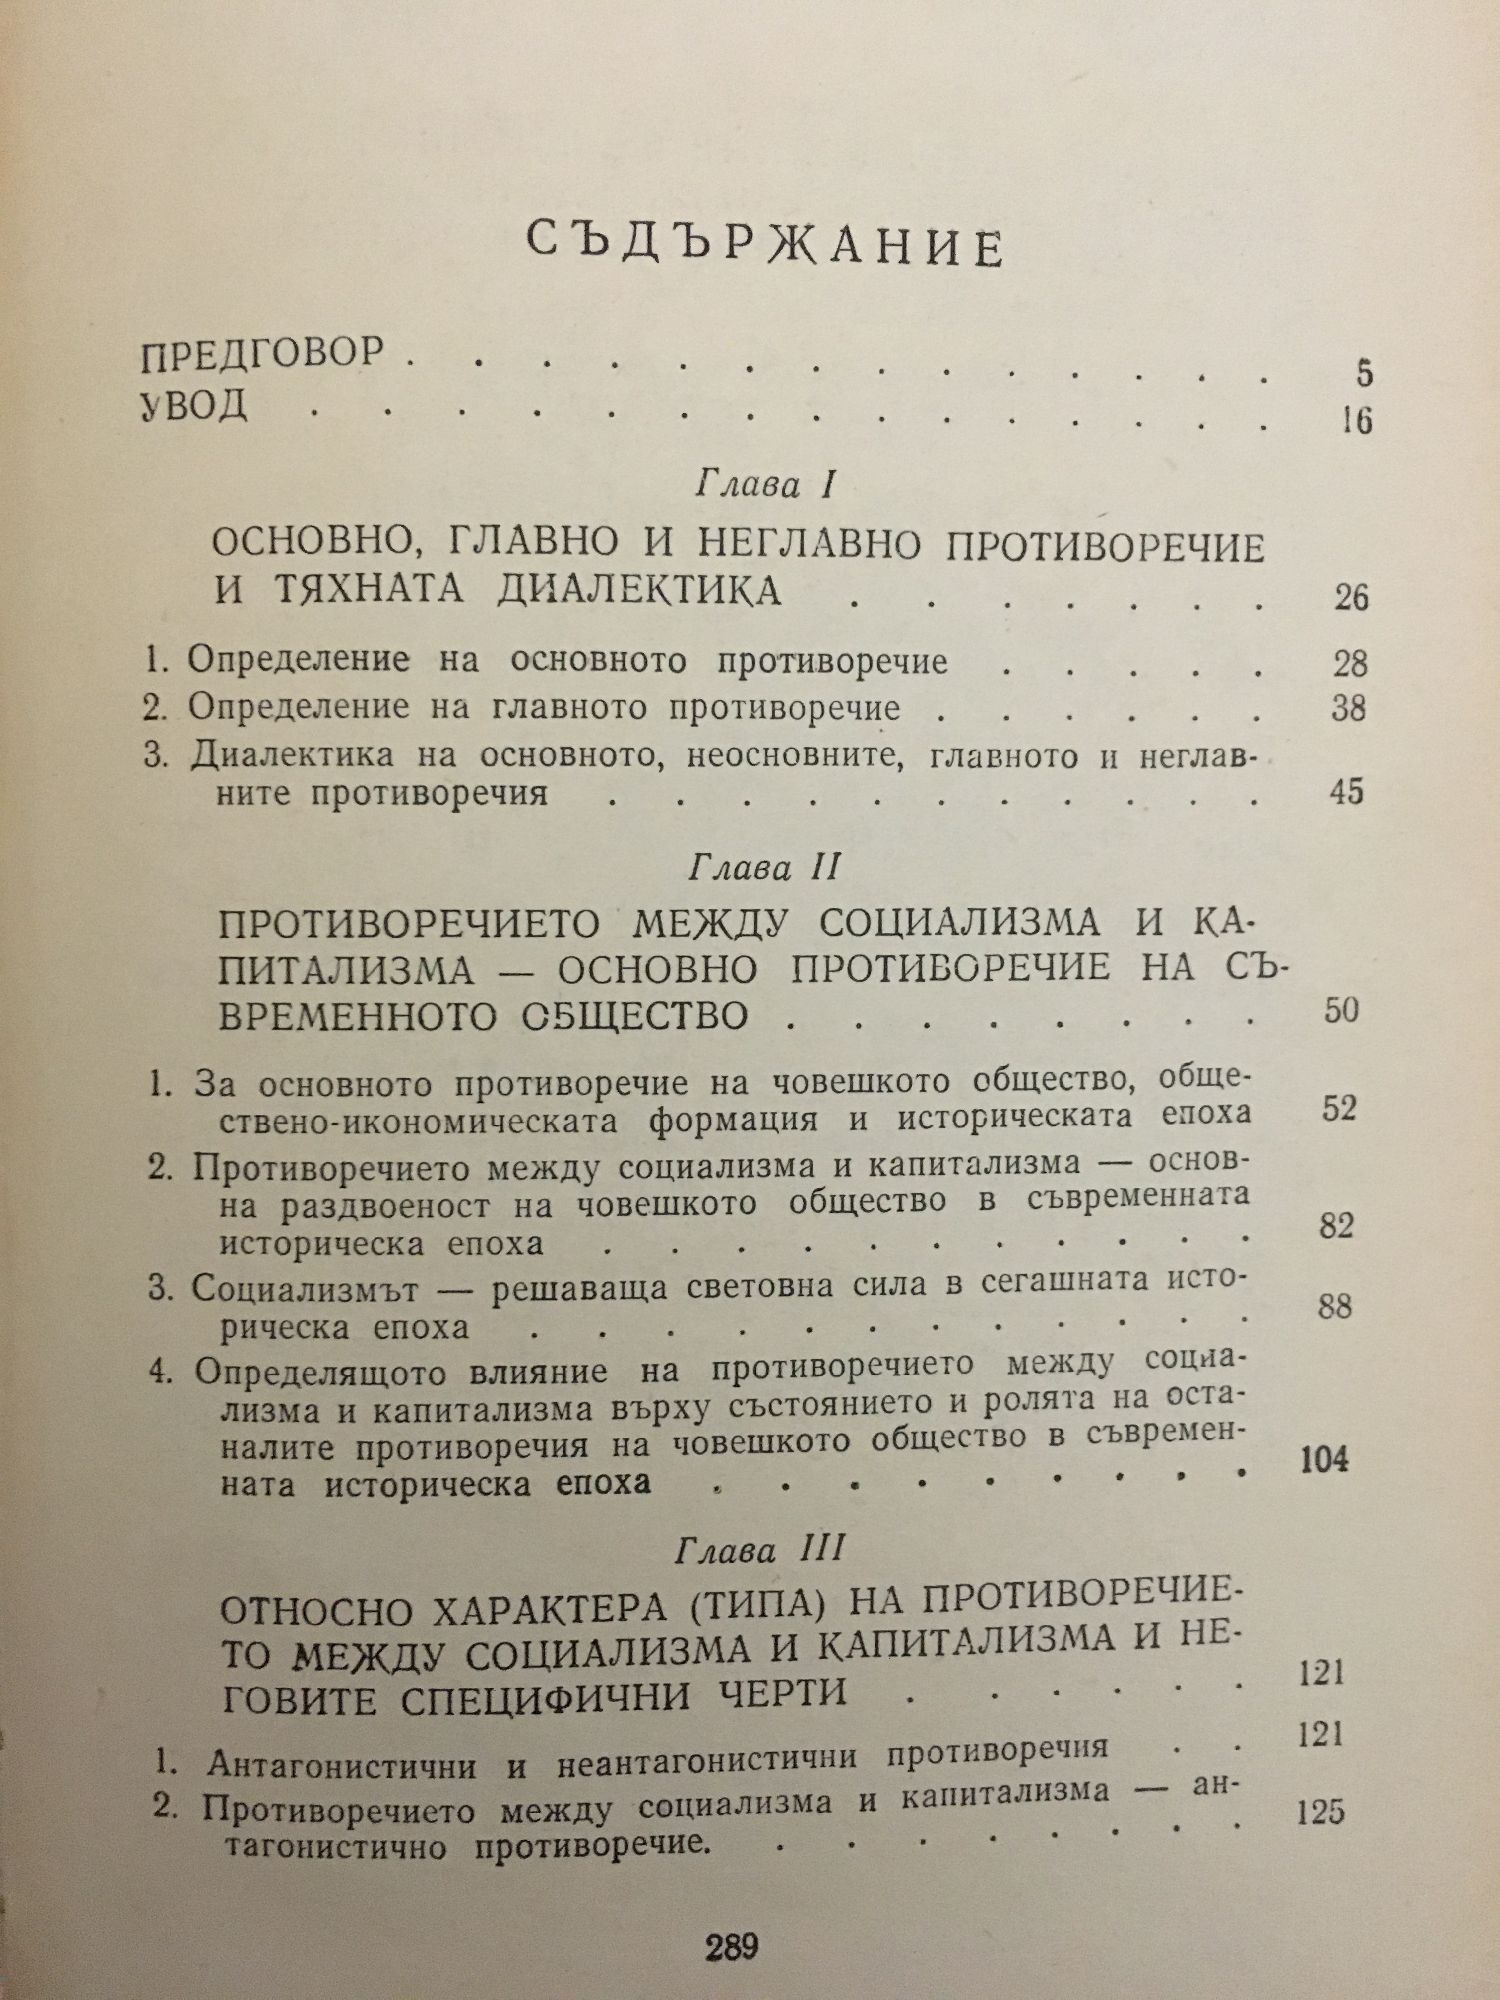 СЪДЪРЖАНИЕ
ПРЕДГОВОР . . . . . . . . . . . . . . 5
УВОД . . . . . . . . . . . . . . 16
Глава I
ОСНОВНО, ГЛАВНО И НЕГЛАВНО ПРОТИВОРЕЧИЕ
И ТЯХНАТА ДИАЛЕКТИКА . . . . . . . 26
1. Определение на основното противоречие . . . . . 28
2. Определение на главното противоречие . . . . . . 38
3. Диалектика на основното, неосновните, главното и неглав-
ните противоречия . . . . . . . . . . . 45
Глава II
ПРОТИВОРЕЧИЕТО МЕЖДУ СОЦИАЛИЗМА И КА-
ПИТАЛИЗМА — ОСНОВНО ПРОТИВОРЕЧИЕ НА СЪ-
ВРЕМЕННОТО ОБЩЕСТВО . . . . . . . . 50
1. За основното противоречие на човешкото общество, обще-
ствено-икономическата формация и историческата епоха 52
2. Противоречието между социализма и капитализма — основ-
на раздвоеност на човешкото общество в съвременната
историческа епоха . . . . . . . . . . . 82
3. Социализмът — решаваща световна сила в сегашната исто-
рическа епоха . . . . . . . . . . . . 88
4. Определящото влияние на противоречието между социа-
лизма и капитализма върху състоянието и ролята на оста-
налите противоречия на човешкото общество в съвремен-
ната историческа епоха . . . . . . . . . 104
Глава III
ОТНОСНО ХАРАКТЕРА (ТИПА) НА ПРОТИВОРЕЧИЕ-
ТО МЕЖДУ СОЦИАЛИЗМА И КАПИТАЛИЗМА И НЕ-
ГОВИТЕ СПЕЦИФИЧНИ ЧЕРТИ . . . . . . 121
1. Антагонистични и неантагонистични противоречия . . 121
2. Противоречието между социализма и капитализма — ан-
тагонистично противоречие. . . . . . . . . 125
289